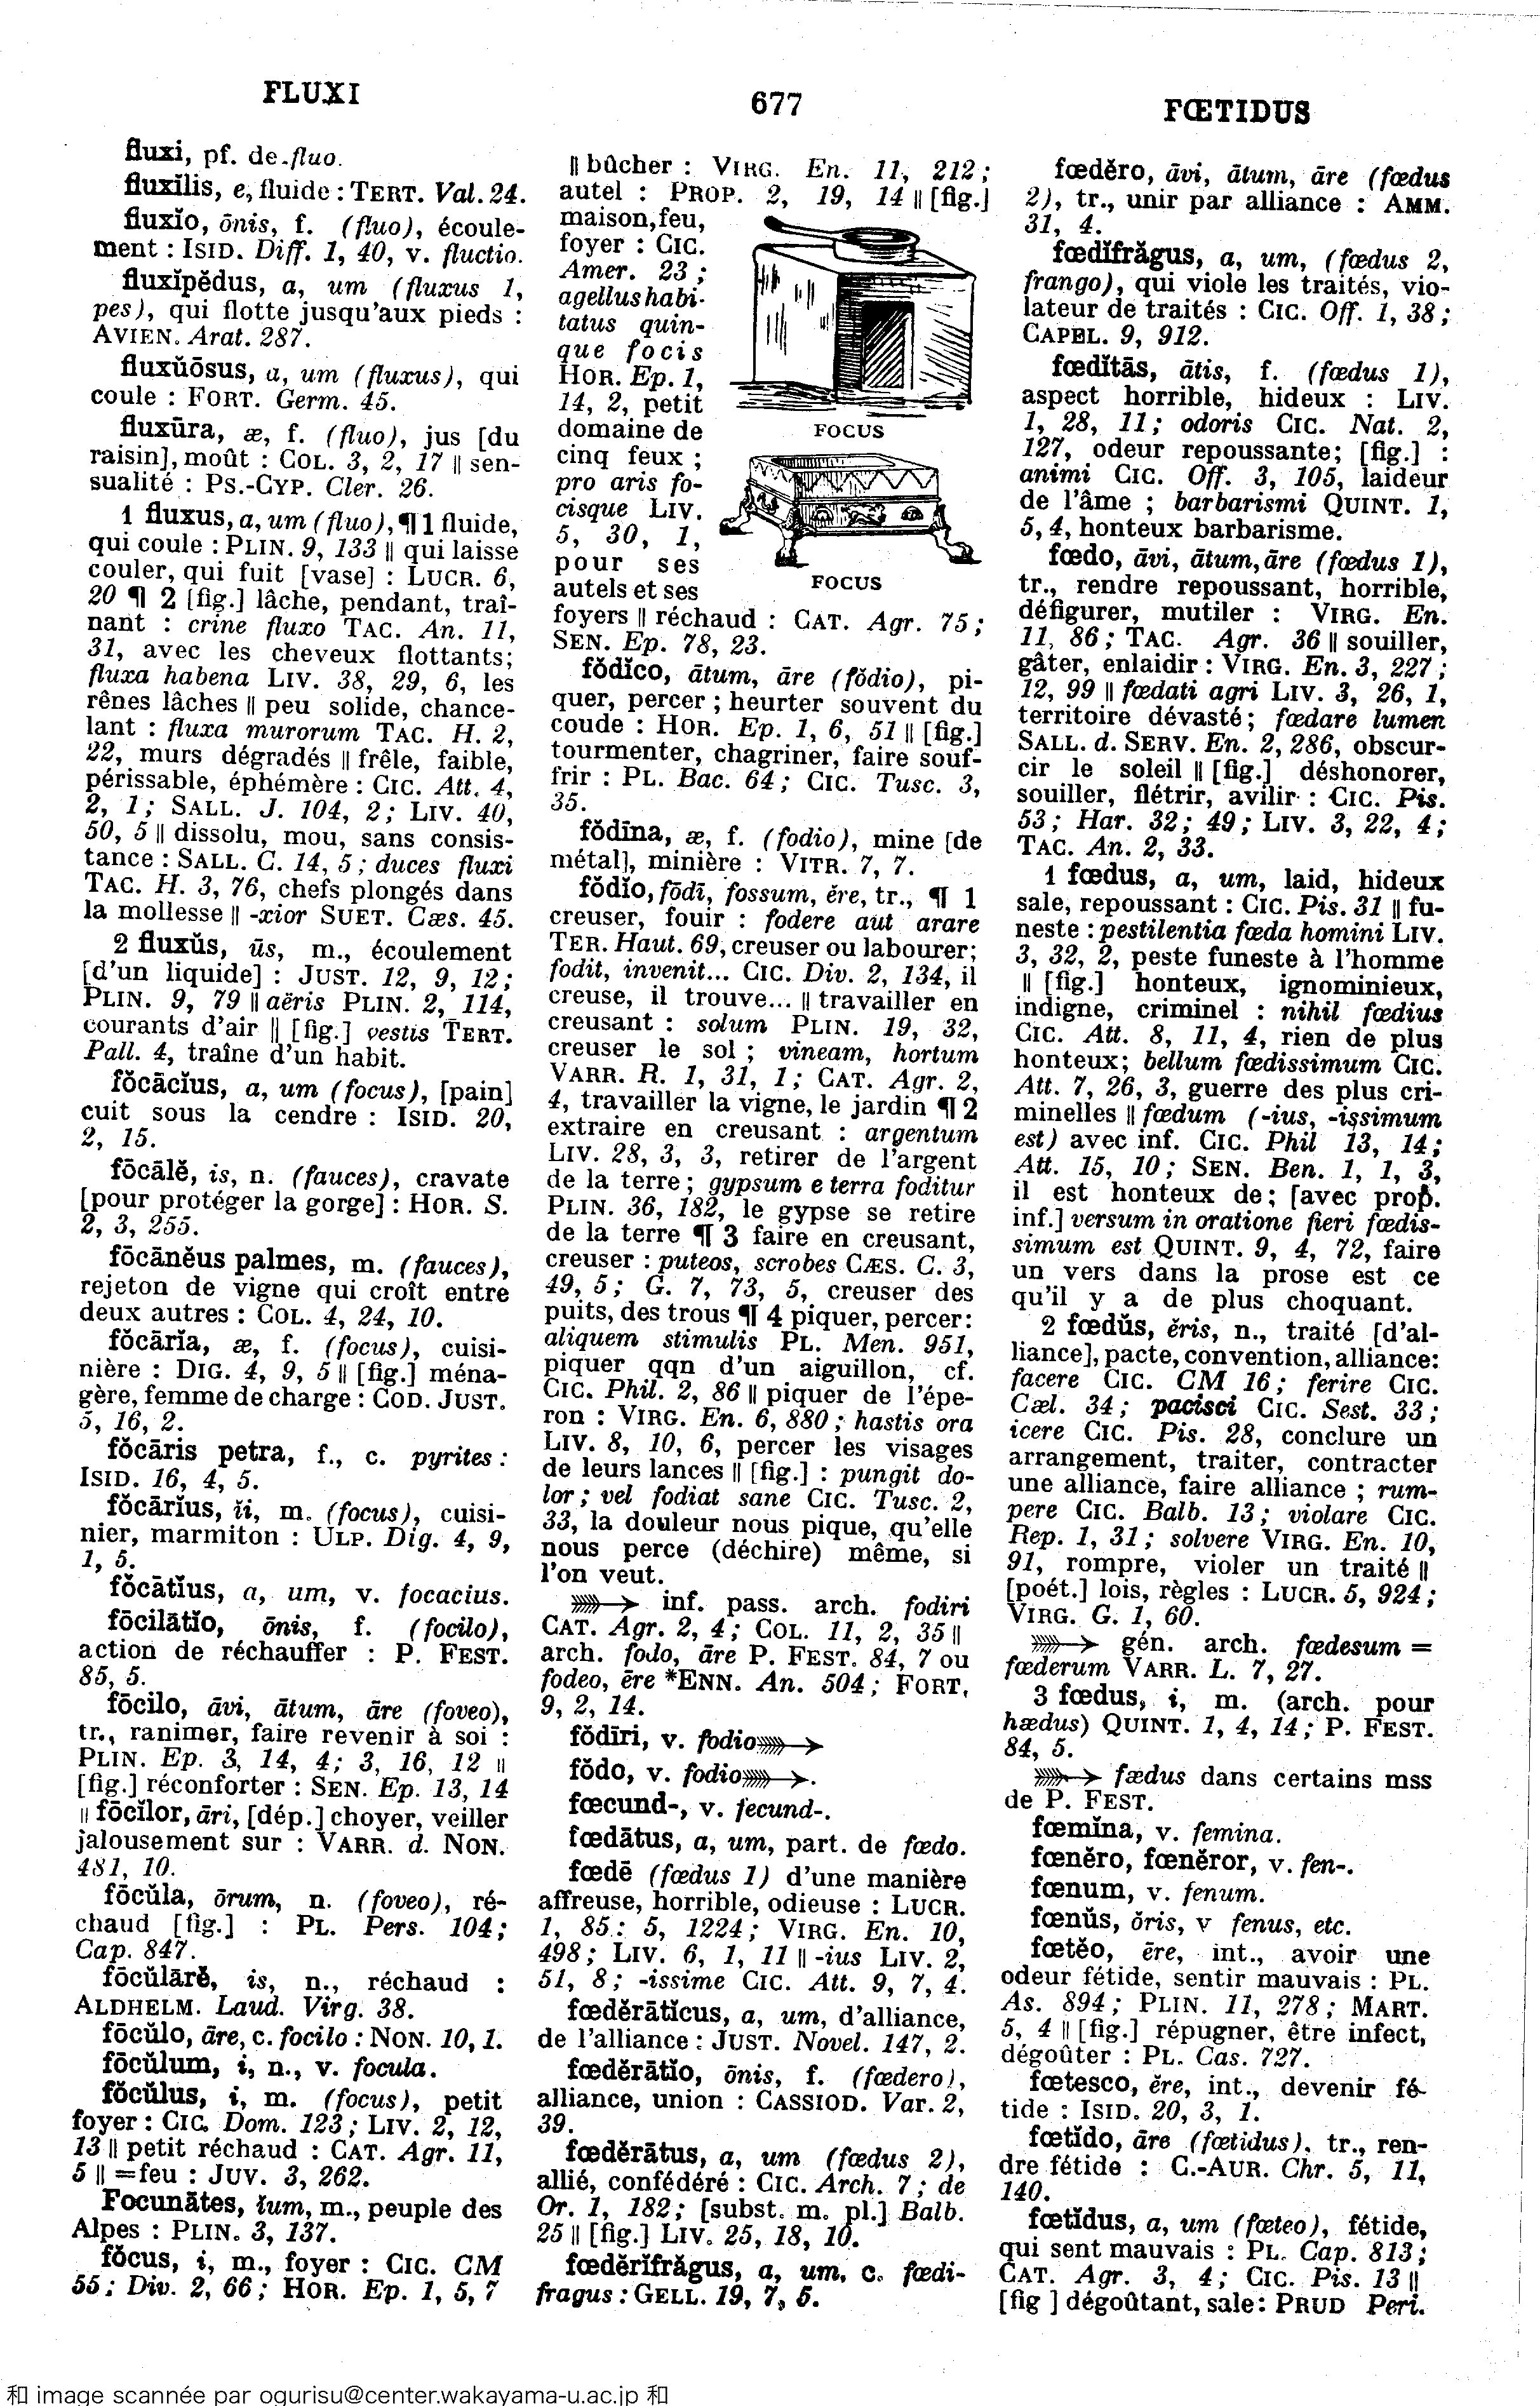 FLUXI
677
FŒTIDUS
fluxi, pf. de fluo.
fluxĭlis, e, fluide : TERT. Val. 24.
fluxĭo, ōnis, f. (fluo), écoule-
ment : ISID. Diff. 1, 40, v. fluctio.
fluxĭpĕdus, a, um (fluxus 1,
pes), qui flotte jusqu'aux pieds :
AVIEN. Arat. 287.
fluxŭōsus, a, um (fluxus), qui
coule : FORT. Germ. 45.
fluxūra, æ, f. (fluo), jus [du
raisin], moût : COL. 3, 2, 17 || sen-
sualité : PS.-CYP. Cler. 26.
1 fluxus, a, um (fluo), ¶ 1 fluide,
qui coule : PLIN. 9, 133 || qui laisse
couler, qui fuit [vase] : LUCR. 6,
20 ¶ 2 [fig.] lâche, pendant, traî-
nant : crine fluxo TAC. An. 11,
31, avec les cheveux flottants;
fluxa habena LIV. 38, 29, 6, les
rênes lâches || peu solide, chance-
lant : fluxa murorum TAC. H. 2,
22, murs dégradés || frêle, faible,
périssable, éphémère : CIC. Att. 4,
2, 1; SALL. J. 104, 2; LIV. 40,
50, 5 || dissolu, mou, sans consis-
tance : SALL. C. 14, 5; duces fluxi
TAC. H. 3, 76, chefs plongés dans
la mollesse || -xior SUET. Cæs. 45.
2 fluxŭs, ūs, m., écoulement
[d'un liquide] : JUST. 12, 9, 12;
PLIN. 9, 79 || aëris PLIN. 2, 114,
courants d'air || [fig.] vestis TERT.
Pall. 4, traîne d'un habit.
fŏcācĭus, a, um (focus), [pain]
cuit sous la cendre : ISID. 20,
2, 15.
fōcālĕ, is, n. (fauces), cravate
[pour protéger la gorge] : HOR. S.
2, 3, 255.
fōcānĕus palmes, m. (fauces),
rejeton de vigne qui croît entre
deux autres : COL. 4, 24, 10.
fŏcārĭa, æ, f. (focus), cuisi-
nière : DIG. 4, 9, 5 || [fig.] ména-
gère, femme de charge : COD. JUST.
5, 16, 2.
fŏcāris petra, f., c. pyrites :
ISID. 16, 4, 5.
fŏcārĭus, ĭi, m. (focus), cuisi-
nier, marmiton : ULP. Dig. 4, 9,
1, 5.
fŏcātĭus, a, um, v. focacius.
fōcilātĭo, ōnis, f. (focilo),
action de réchauffer : P. FEST.
85, 5.
fōcilo, āvi, ātum, āre (foveo),
tr., ranimer, faire revenir à soi :
PLIN. Ep. 3, 14, 4; 3, 16, 12 ||
[fig.] réconforter : SEN. Ep. 13, 14
|| fōcĭlor, āri, [dép.] choyer, veiller
jalousement sur : VARR. d. NON.
481, 10.
fōcŭla, ōrum, n. (foveo), ré-
chaud [fig.] : PL. Pers. 104;
Cap. 847.
fōcŭlārĕ, is, n., réchaud :
ALDHELM. Laud. Virg. 38.
fōcŭlo, āre, c. focilo : NON. 10, 1.
fōcŭlum, i, n., v. focula.
fŏcŭlus, i, m. (focus), petit
foyer : CIC. Dom. 123; LIV. 2, 12,
13 || petit réchaud : CAT. Agr. 11,
5 || = feu : JUV. 3, 262.
Focunātes, ĭum, m., peuple des
Alpes : PLIN. 3, 137.
fŏcus, i, m., foyer : CIC. CM
55; Div. 2, 66; HOR. Ep. 1, 5, 7
|| bûcher : VIRG. En. 11, 212;
autel : PROP. 2, 19, 14 || [fig.]
maison, feu,
foyer : CIC.
Amer. 23;
agellus habi-
tatus quin-
que focis
HOR. Ep. 1,
14, 2, petit
domaine de
cinq feux;
pro aris fo-
cisque LIV.
5, 30, 1,
pour ses
autels et ses
FOCUS
FOCUS
foyers || réchaud : CAT. Agr. 75;
SEN. Ep. 78, 23.
fŏdĭco, ātum, āre (fŏdio), pi-
quer, percer; heurter souvent du
coude : HOR. Ep. 1, 6, 51 || [fig.]
tourmenter, chagriner, faire souf-
frir : PL. Bac. 64; CIC. Tusc. 3,
35.
fŏdīna, æ, f. (fodio), mine [de
métal], minière : VITR. 7, 7.
fŏdĭo, fōdī, fossum, ĕre, tr., ¶ 1
creuser, fouir : fodere aut arare
TER. Haut. 69, creuser ou labourer;
fodit, invenit... CIC. Div. 2, 134, il
creuse, il trouve... || travailler en
creusant : solum PLIN. 19, 32,
creuser le sol; vineam, hortum
VARR. R. 1, 31, 1; CAT. Agr. 2,
4, travailler la vigne, le jardin ¶ 2
extraire en creusant : argentum
LIV. 28, 3, 3, retirer de l'argent
de la terre; gypsum e terra foditur
PLIN. 36, 182, le gypse se retire
de la terre ¶ 3 faire en creusant,
creuser : puteos, scrobes CÆS. C. 3,
49, 5; G. 7, 73, 5, creuser des
puits, des trous ¶ 4 piquer, percer:
aliquem stimulis PL. Men. 951,
piquer qqn d'un aiguillon, cf.
CIC. Phil. 2, 86 || piquer de l'épe-
ron : VIRG. En. 6, 880; hastis ora
LIV. 8, 10, 6, percer les visages
de leurs lances || [fig.] : pungit do-
lor; vel fodiat sane CIC. Tusc. 2,
33, la douleur nous pique, qu'elle
nous perce (déchire) même, si
l'on veut.
➳ inf. pass. arch. fodiri
CAT. Agr. 2, 4; COL. 11, 2, 35 ||
arch. fodo, āre P. FEST. 84, 7 ou
fodeo, ēre *ENN. An. 504; FORT.
9, 2, 14.
fŏdīri, v. fodio ➳
fŏdo, v. fodio ➳.
fœcund-, v. fecund-.
fœdātus, a, um, part. de fœdo.
fœdē (fœdus 1) d'une manière
affreuse, horrible, odieuse : LUCR.
1, 85 : 5, 1224; VIRG. En. 10,
498; LIV. 6, 1, 11 || -ius LIV. 2,
51, 8; -issime CIC. Att. 9, 7, 4.
fœdĕrātĭcus, a, um, d'alliance,
de l'alliance : JUST. Novel. 147, 2.
fœdĕrātĭo, ōnis, f. (fœdero),
alliance, union : CASSIOD. Var. 2,
39.
fœdĕrātus, a, um (fœdus 2),
allié, confédéré : CIC. Arch. 7; de
Or. 1, 182; [subst. m. pl.] Balb.
25 || [fig.] LIV. 25, 18, 10.
fœdĕrĭfrăgus, a, um, c. fœdi-
fragus : GELL. 19, 7, 5.
fœdĕro, āvi, ātum, āre (fœdus
2), tr., unir par alliance : AMM.
31, 4.
fœdĭfrăgus, a, um, (fœdus 2,
frango), qui viole les traités, vio-
lateur de traités : CIC. Off. 1, 38;
CAPEL. 9, 912.
fœdĭtās, ātis, f. (fœdus 1),
aspect horrible, hideux : LIV.
1, 28, 11; odoris CIC. Nat. 2,
127, odeur repoussante; [fig.] :
animi CIC. Off. 3, 105, laideur
de l'âme; barbarismi QUINT. 1,
5, 4, honteux barbarisme.
fœdo, āvi, ātum, āre (fœdus 1),
tr., rendre repoussant, horrible,
défigurer, mutiler : VIRG. En.
11, 86; TAC. Agr. 36 || souiller,
gâter, enlaidir : VIRG. En. 3, 227;
12, 99 || fœdati agri LIV. 3, 26, 1,
territoire dévasté; fœdare lumen
SALL. d. SERV. En. 2, 286, obscur-
cir le soleil || [fig.] déshonorer,
souiller, flétrir, avilir : CIC. Pis.
53; Har. 32; 49; LIV. 3, 22, 4;
TAC. An. 2, 33.
1 fœdus, a, um, laid, hideux
sale, repoussant : CIC. Pis. 31 || fu-
neste : pestilentia fœda homini LIV.
3, 32, 2, peste funeste à l'homme
|| [fig.] honteux, ignominieux,
indigne, criminel : nihil fœdius
CIC. Att. 8, 11, 4, rien de plus
honteux; bellum fœdissimum CIC.
Att. 7, 26, 3, guerre des plus cri-
minelles || fœdum (-ius, -issimum
est) avec inf. CIC. Phil 13, 14;
Att. 15, 10; SEN. Ben. 1, 1, 3,
il est honteux de; [avec prop.
inf.] versum in oratione fieri fœdis-
simum est QUINT. 9, 4, 72, faire
un vers dans la prose est ce
qu'il y a de plus choquant.
2 fœdŭs, ĕris, n., traité [d'al-
liance], pacte, convention, alliance:
facere CIC. CM 16; ferire CIC.
Cæl. 34; pacisci CIC. Sest. 33;
icere CIC. Pis. 28, conclure un
arrangement, traiter, contracter
une alliance, faire alliance; rum-
pere CIC. Balb. 13; violare CIC.
Rep. 1, 31; solvere VIRG. En. 10,
91, rompre, violer un traité ||
[poét.] lois, règles : LUCR. 5, 924;
VIRG. G. 1, 60.
➳ gén. arch. fœdesum =
fœderum VARR. L. 7, 27.
3 fœdus, i, m. (arch. pour
hædus) QUINT. 1, 4, 14; P. FEST.
84, 5.
➳ fædus dans certains mss
de P. FEST.
fœmĭna, v. femina.
fœnĕro, fœnĕror, v. fen-.
fœnum, v. fenum.
fœnŭs, ŏris, v fenus, etc.
fœtĕo, ēre, int., avoir une
odeur fétide, sentir mauvais : PL.
As. 894; PLIN. 11, 278; MART.
5, 4 || [fig.] répugner, être infect,
dégoûter : PL. Cas. 727.
fœtesco, ĕre, int., devenir fé-
tide : ISID. 20, 3, 1.
fœtĭdo, āre (fœtidus), tr., ren-
dre fétide : C.-AUR. Chr. 5, 11,
140.
fœtĭdus, a, um (fœteo), fétide,
qui sent mauvais : PL. Cap. 813;
CAT. Agr. 3, 4; CIC. Pis. 13 ||
[fig ] dégoûtant, sale : PRUD Peri.
和 image scannée par ogurisu@center.wakayama-u.ac.jp 和